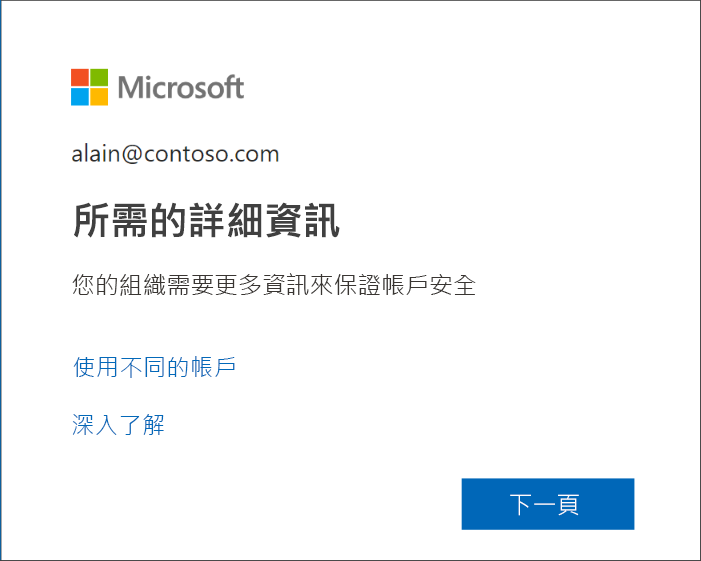 Microsoft
alain@contoso.com
所需的詳細資訊
您的組織需要更多資訊來保證帳戶安全
使用不同的帳戶
深入了解
下一頁